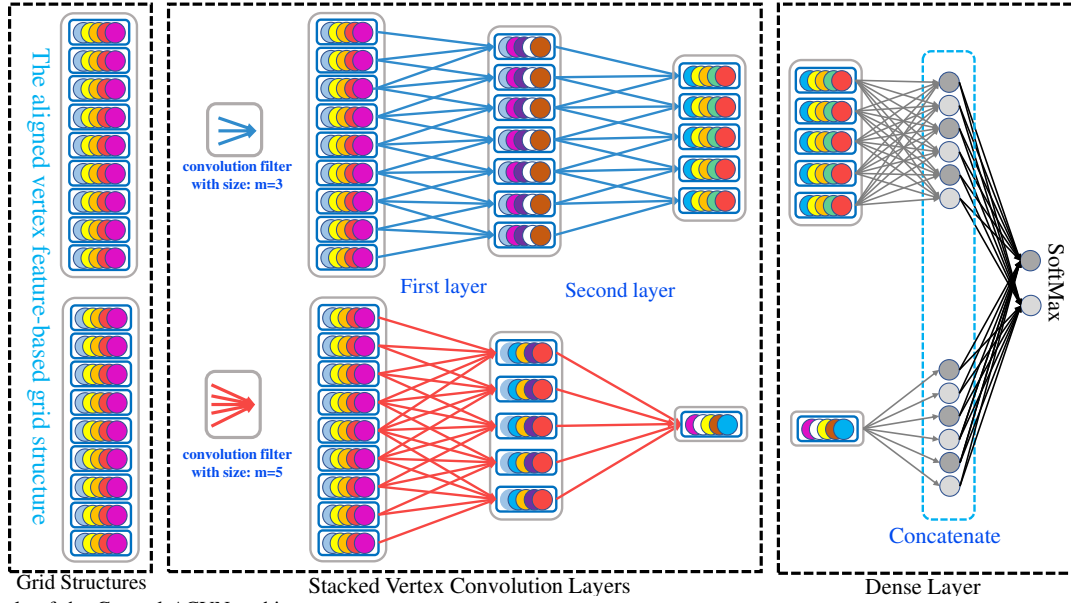 The aligned vertex feature-based grid structure
convolution filter
with size: m=3
First layer
Second layer
convolution filter
with size: m=5
SoftMax
Concatenate
Grid Structures
Stacked Vertex Convolution Layers
Dense Layer